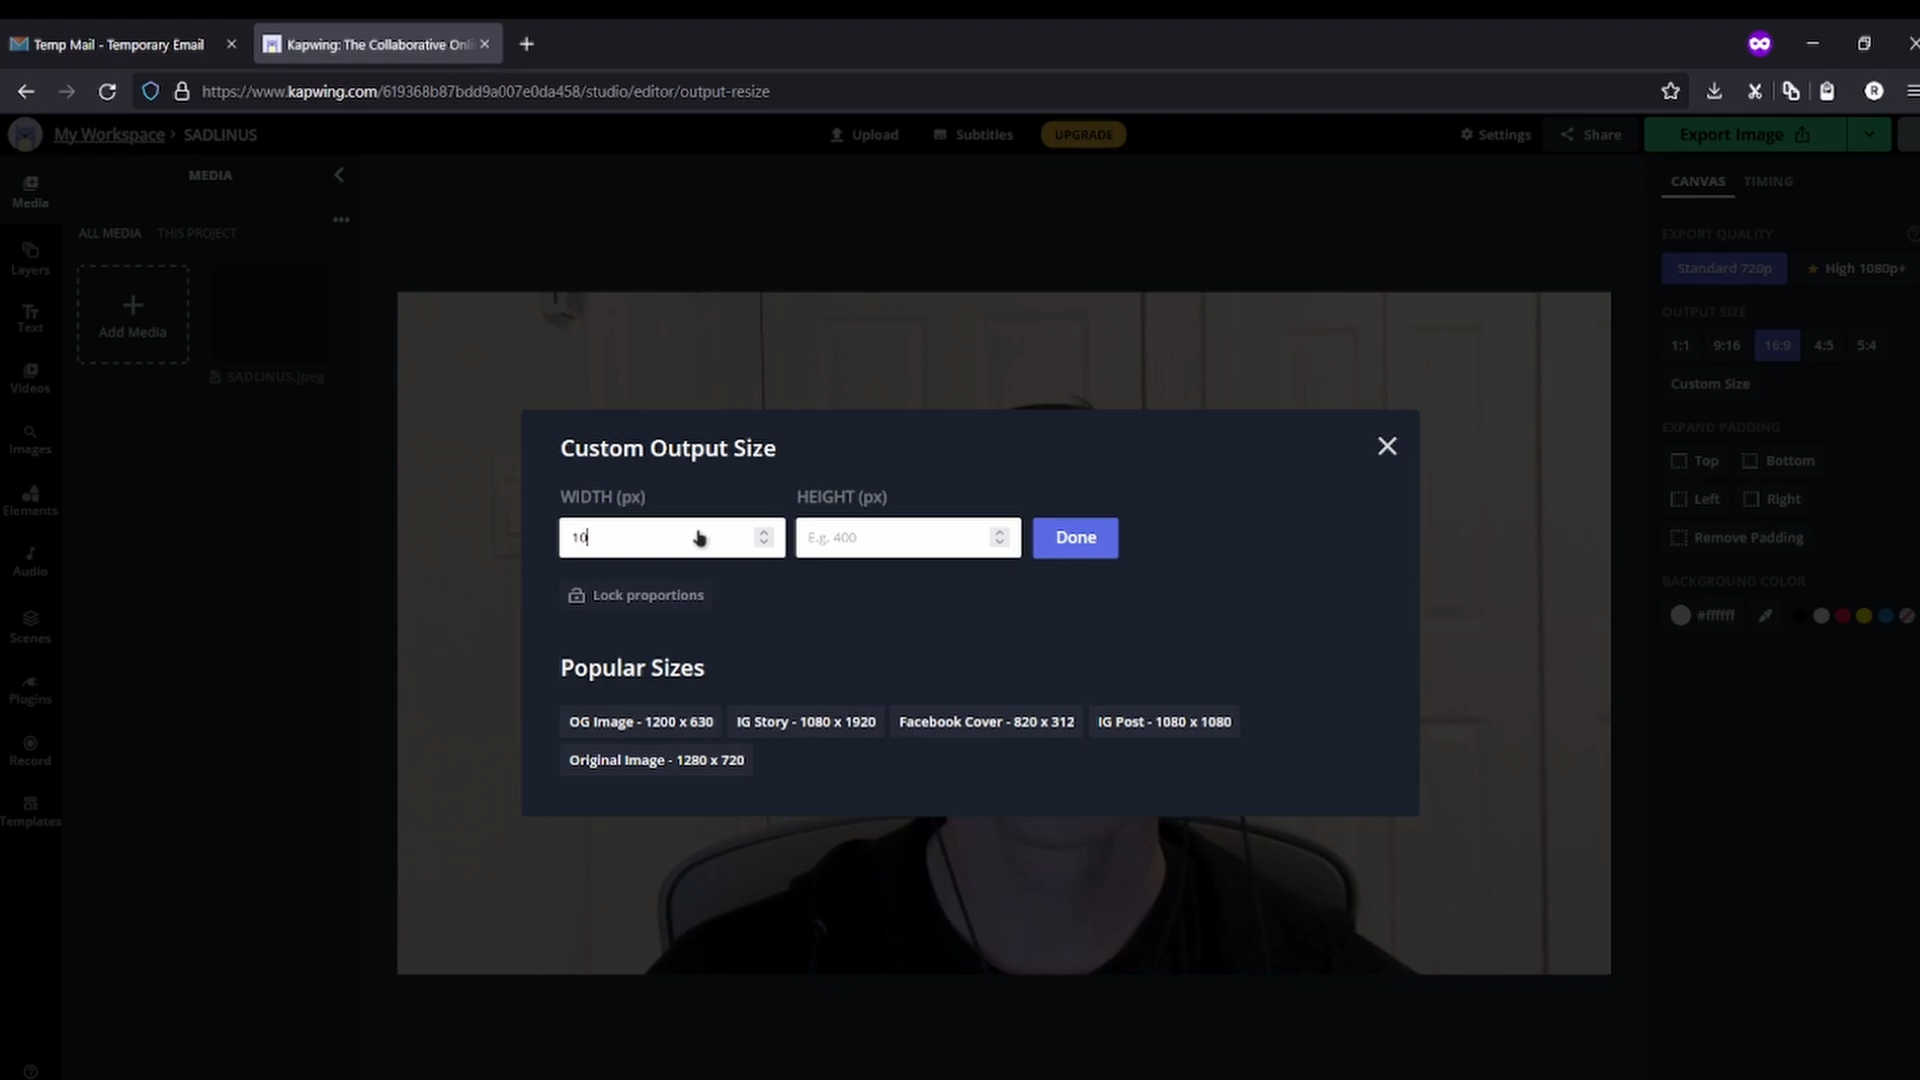 Temp Mail - Temporary Email
Kapwing: The Collaborative Onli
https://www.kapwing.com/619368b87bdd9a007e0da458/studio/editor/output-resize
R
My Workspace › SADLINUS
Upload
Subtitles
UPGRADE
Settings
Share
Export Image
Media
Layers
Text
Videos
Images
Elements
Audio
Scenes
Plugins
Record
Templates
MEDIA
ALL MEDIA THIS PROJECT
Add Media
SADLINUS.jpeg
Custom Output Size
WIDTH (px) HEIGHT (px)
10
E.g. 400
Done
Lock proportions
Popular Sizes
OG Image - 1200 x 630
IG Story - 1080 x 1920
Facebook Cover - 820 x 312
IG Post - 1080 x 1080
Original Image - 1280 x 720
CANVAS TIMING
EXPORT QUALITY
Standard 720p
High 1080p+
OUTPUT SIZE
1:1 9:16 16:9 4:5 5:4
Custom Size
EXPAND PADDING
Top Bottom
Left Right
Remove Padding
BACKGROUND COLOR
#ffffff